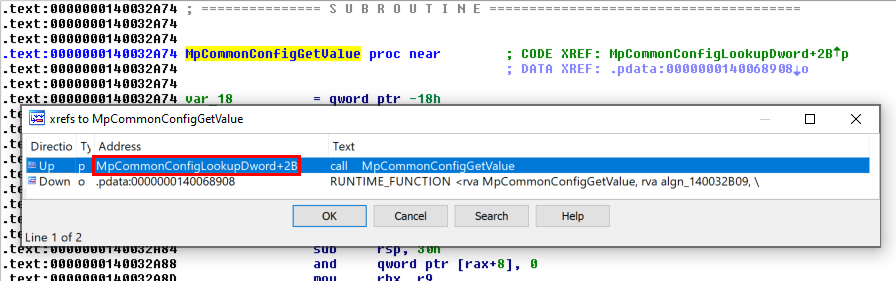 .text:0000000140032A74 ; =============== S U B R O U T I N E =======================================
.text:0000000140032A74
.text:0000000140032A74
.text:0000000140032A74 MpCommonConfigGetValue proc near ; CODE XREF: MpCommonConfigLookupDword+2B↑p
.text:0000000140032A74 ; DATA XREF: .pdata:0000000140068908↓o
.text:0000000140032A74
.text:0000000140032A74 var_18 = qword ptr -18h
xrefs to MpCommonConfigGetValue
Directio Ty Address Text
Up p MpCommonConfigLookupDword+2B call MpCommonConfigGetValue
Down o .pdata:0000000140068908 RUNTIME_FUNCTION <rva MpCommonConfigGetValue, rva algn_140032B09, \
OK Cancel Search Help
Line 1 of 2
.text:0000000140032A84 sub rsp, 30h
.text:0000000140032A88 and qword ptr [rax+8], 0
.text:0000000140032A8D mov rbx, r9